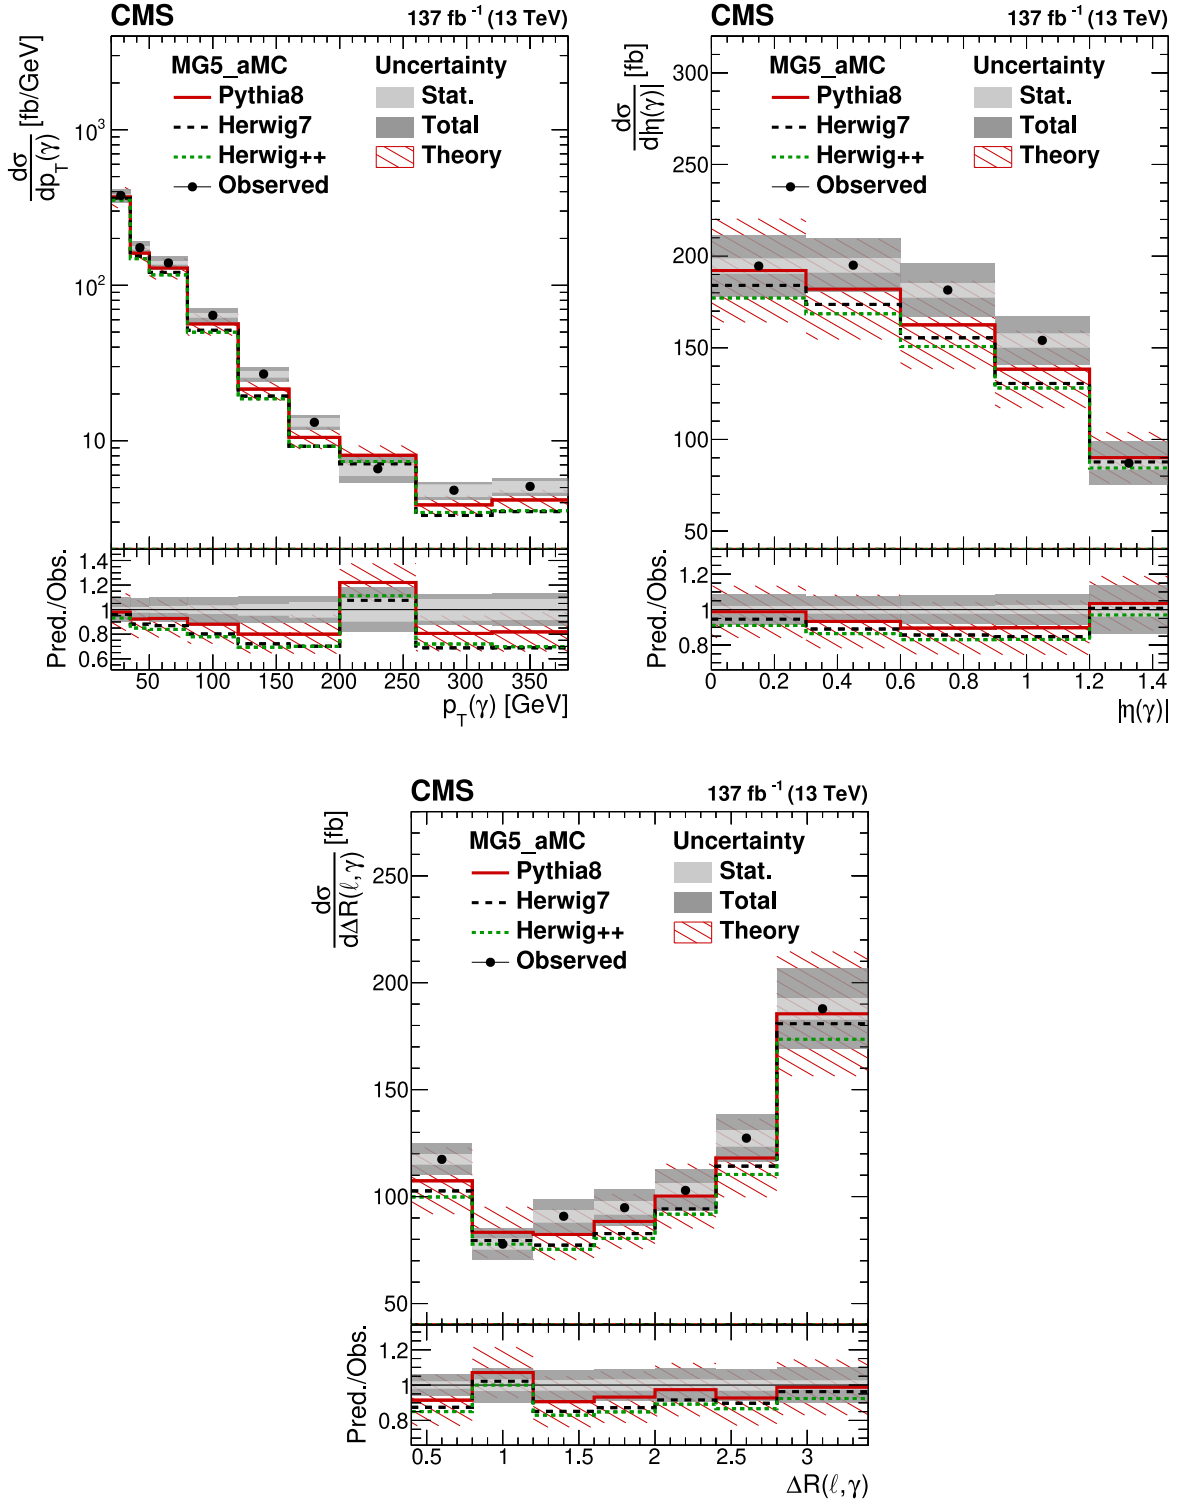 CMS 137 fb⁻¹ (13 TeV)
dσ/dp_T(γ) [fb/GeV]
MG5_aMC Uncertainty
Pythia8 Stat.
Herwig7 Total
Herwig++ Theory
Observed
10³
10²
10
Pred./Obs.
1.4
1.2
1
0.8
0.6
50 100 150 200 250 300 350
p_T(γ) [GeV]
CMS 137 fb⁻¹ (13 TeV)
dσ/d|η(γ)| [fb]
MG5_aMC Uncertainty
Pythia8 Stat.
Herwig7 Total
Herwig++ Theory
Observed
300
250
200
150
100
50
Pred./Obs.
1.2
1
0.8
0 0.2 0.4 0.6 0.8 1 1.2 1.4
|η(γ)|
CMS 137 fb⁻¹ (13 TeV)
dσ/dΔR(ℓ,γ) [fb]
MG5_aMC Uncertainty
Pythia8 Stat.
Herwig7 Total
Herwig++ Theory
Observed
250
200
150
100
50
Pred./Obs.
1.2
1
0.8
0.5 1 1.5 2 2.5 3
ΔR(ℓ,γ)